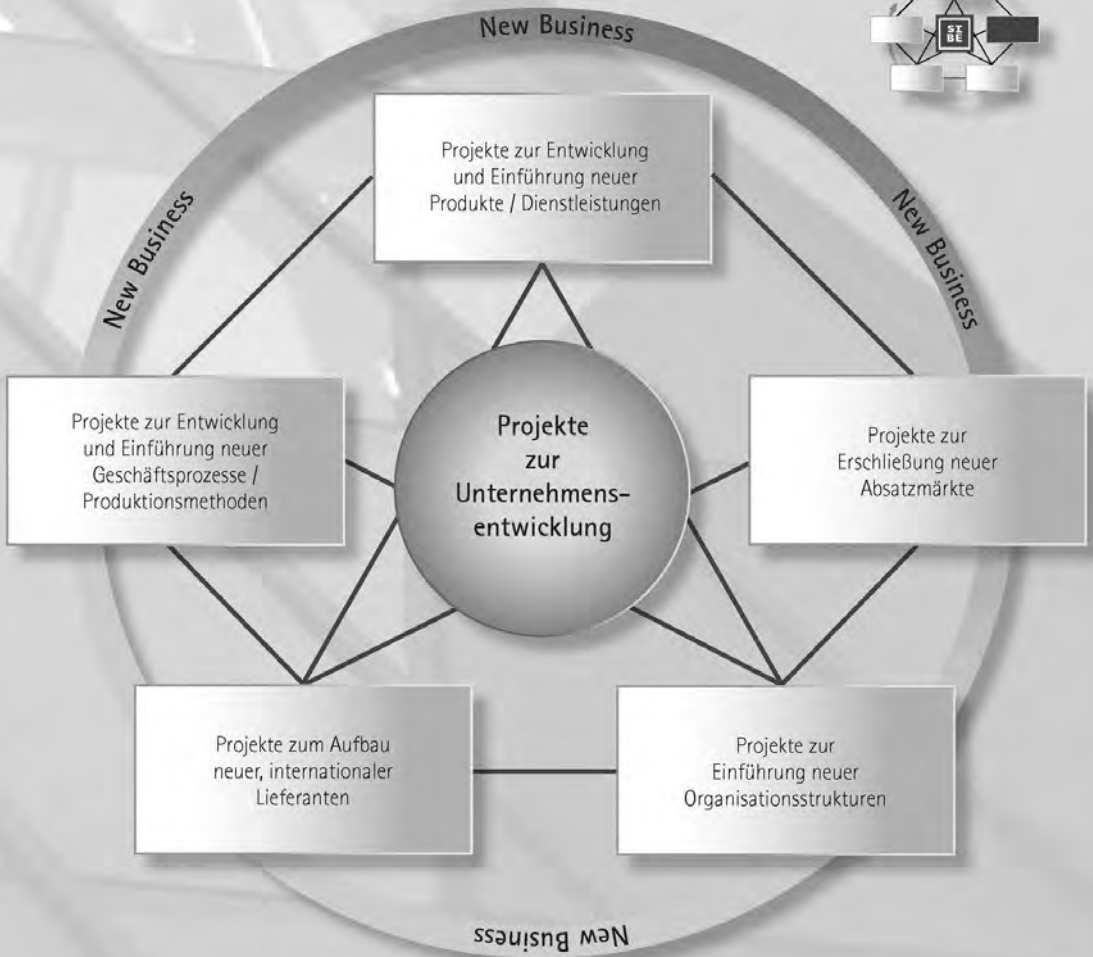 New Business
SI
BE
New Business
New Business
Projekte zur Entwicklung
und Einführung neuer
Produkte / Dienstleistungen
Projekte zur Entwicklung
und Einführung neuer
Geschäftsprozesse /
Produktionsmethoden
Projekte
zur
Unternehmens-
entwicklung
Projekte zur
Erschließung neuer
Absatzmärkte
Projekte zum Aufbau
neuer, internationaler
Lieferanten
Projekte zur
Einführung neuer
Organisationsstrukturen
New Business